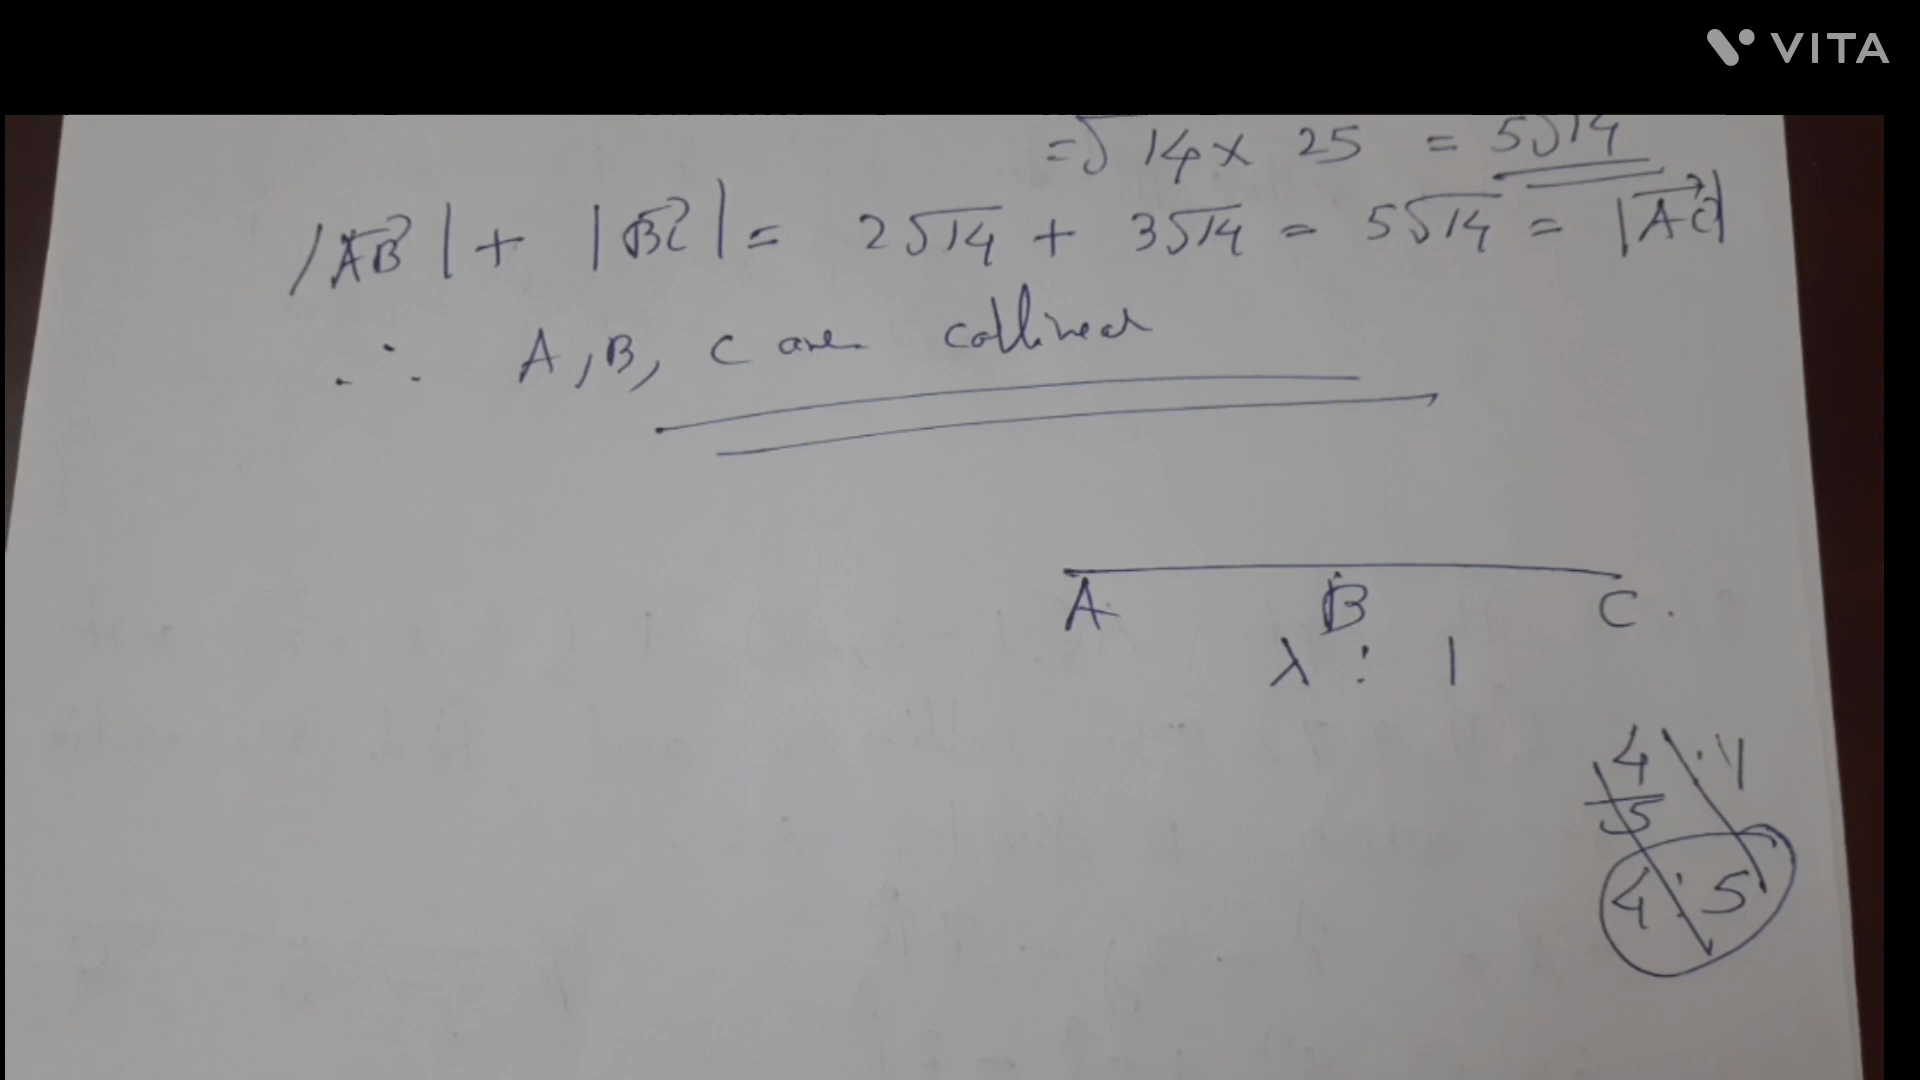 VITA
= √14 × 25 = 5√14
|AB| + |BC| = 2√14 + 3√14 = 5√14 = |AC|
∴ A, B, C are collinear
A B C.
λ : 1
4/5 : 1
4 : 5